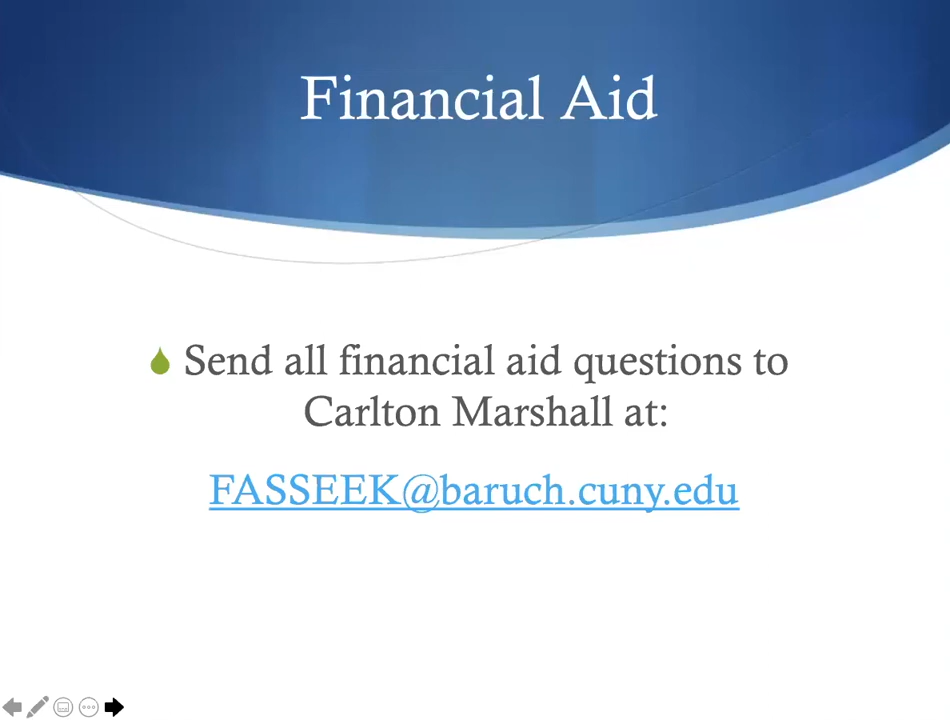 Financial Aid
Send all financial aid questions to
Carlton Marshall at:
FASSEEK@baruch.cuny.edu